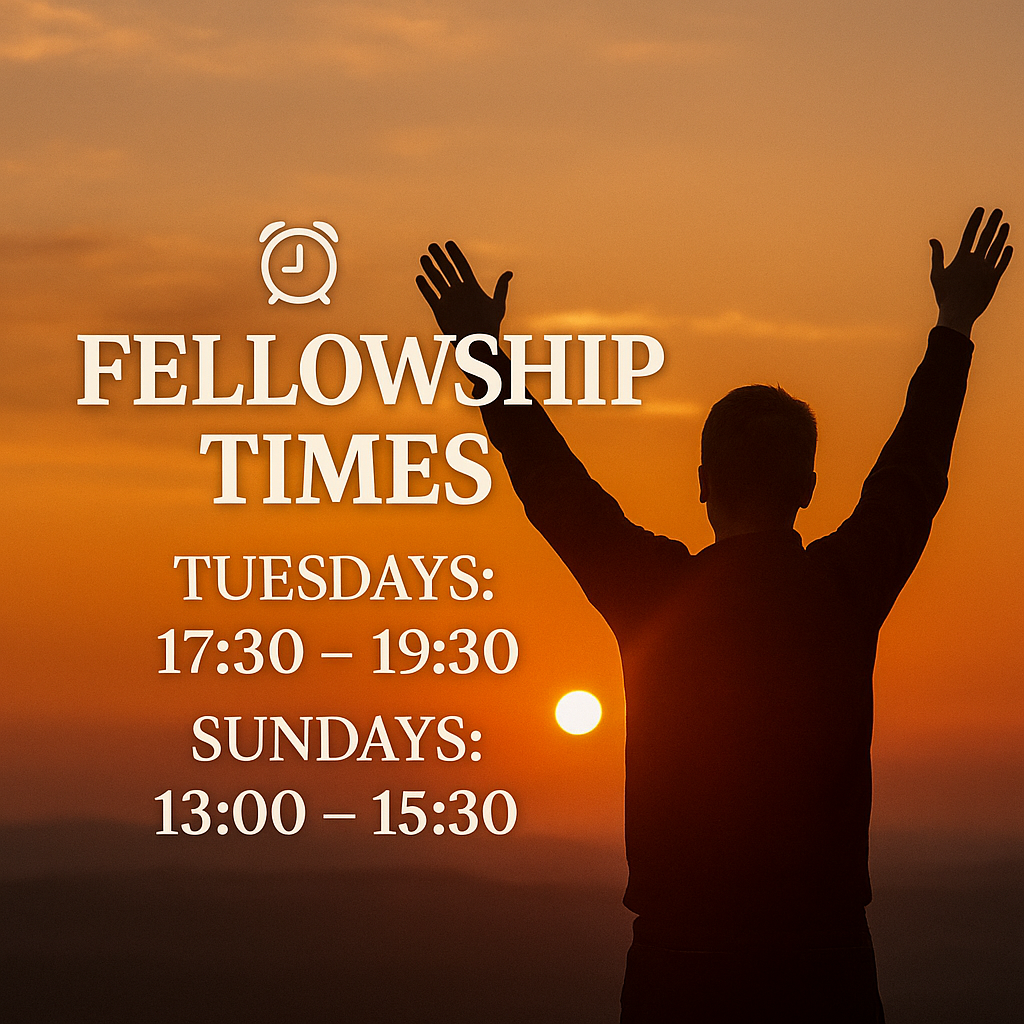 FELLOWSHIP
TIMES
TUESDAYS:
17:30 – 19:30
SUNDAYS:
13:00 – 15:30